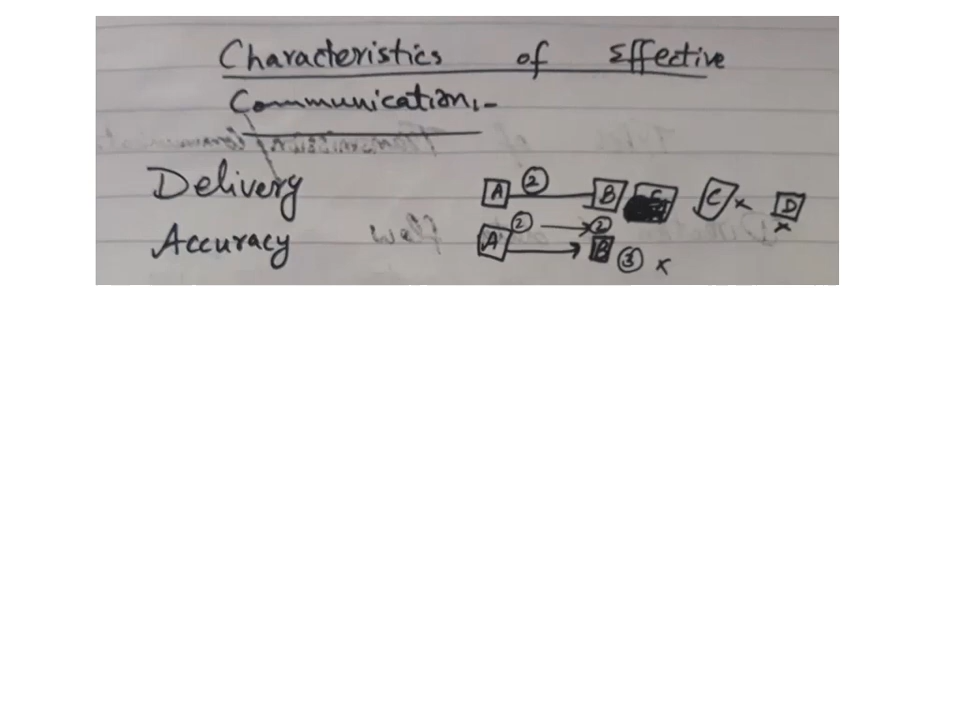 Characteristics of Effective
Communication:-
Delivery A ② B C × D ×
Accuracy A ② ② B ③ ×